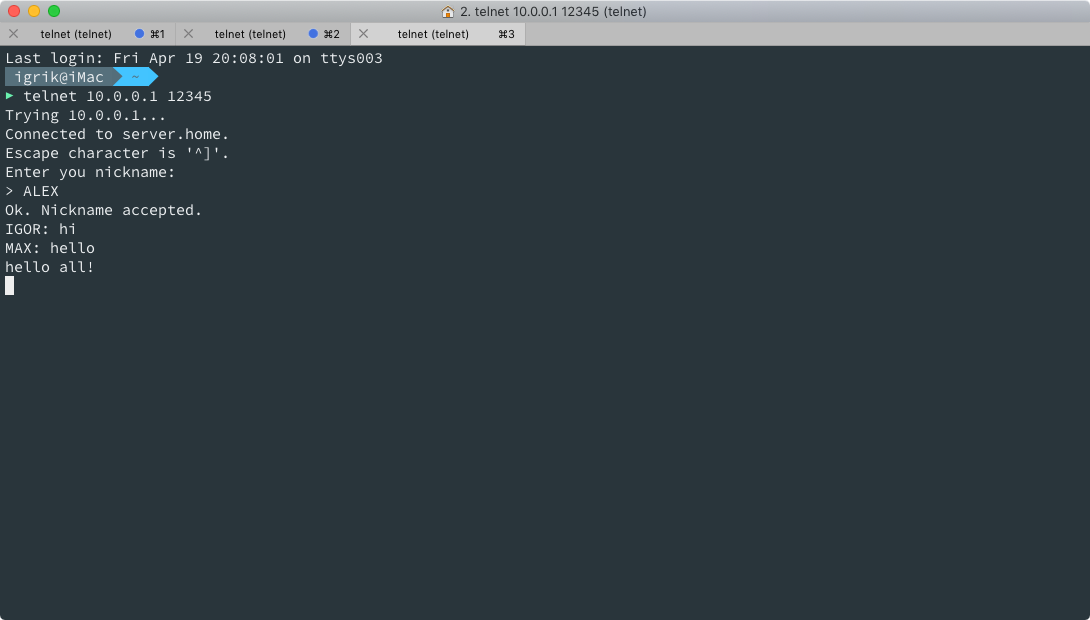 2. telnet 10.0.0.1 12345 (telnet)
telnet (telnet) ⌘1 telnet (telnet) ⌘2 telnet (telnet) ⌘3
Last login: Fri Apr 19 20:08:01 on ttys003
igrik@iMac ~
▶ telnet 10.0.0.1 12345
Trying 10.0.0.1...
Connected to server.home.
Escape character is '^]'.
Enter you nickname:
> ALEX
Ok. Nickname accepted.
IGOR: hi
MAX: hello
hello all!